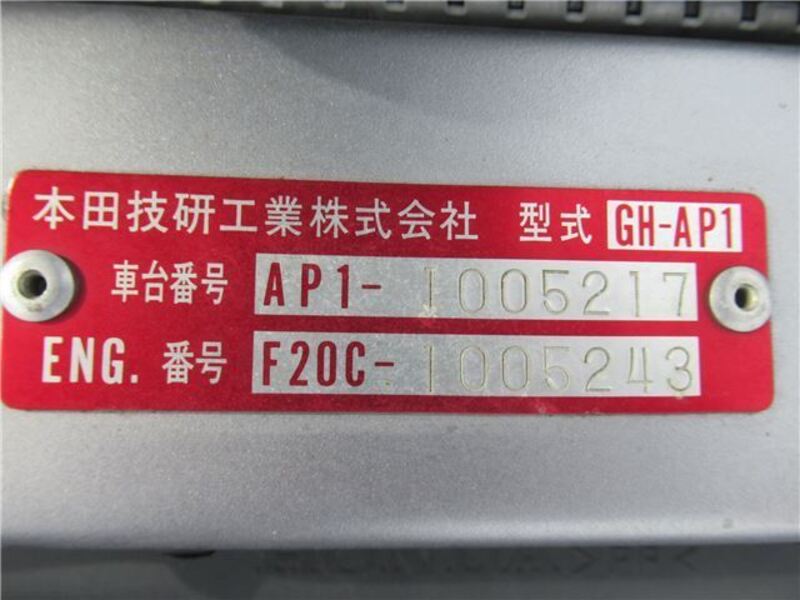 本田技研工業株式会社 型式 GH-AP1
車台番号 AP1-1005217
ENG. 番号 F20C-1005243